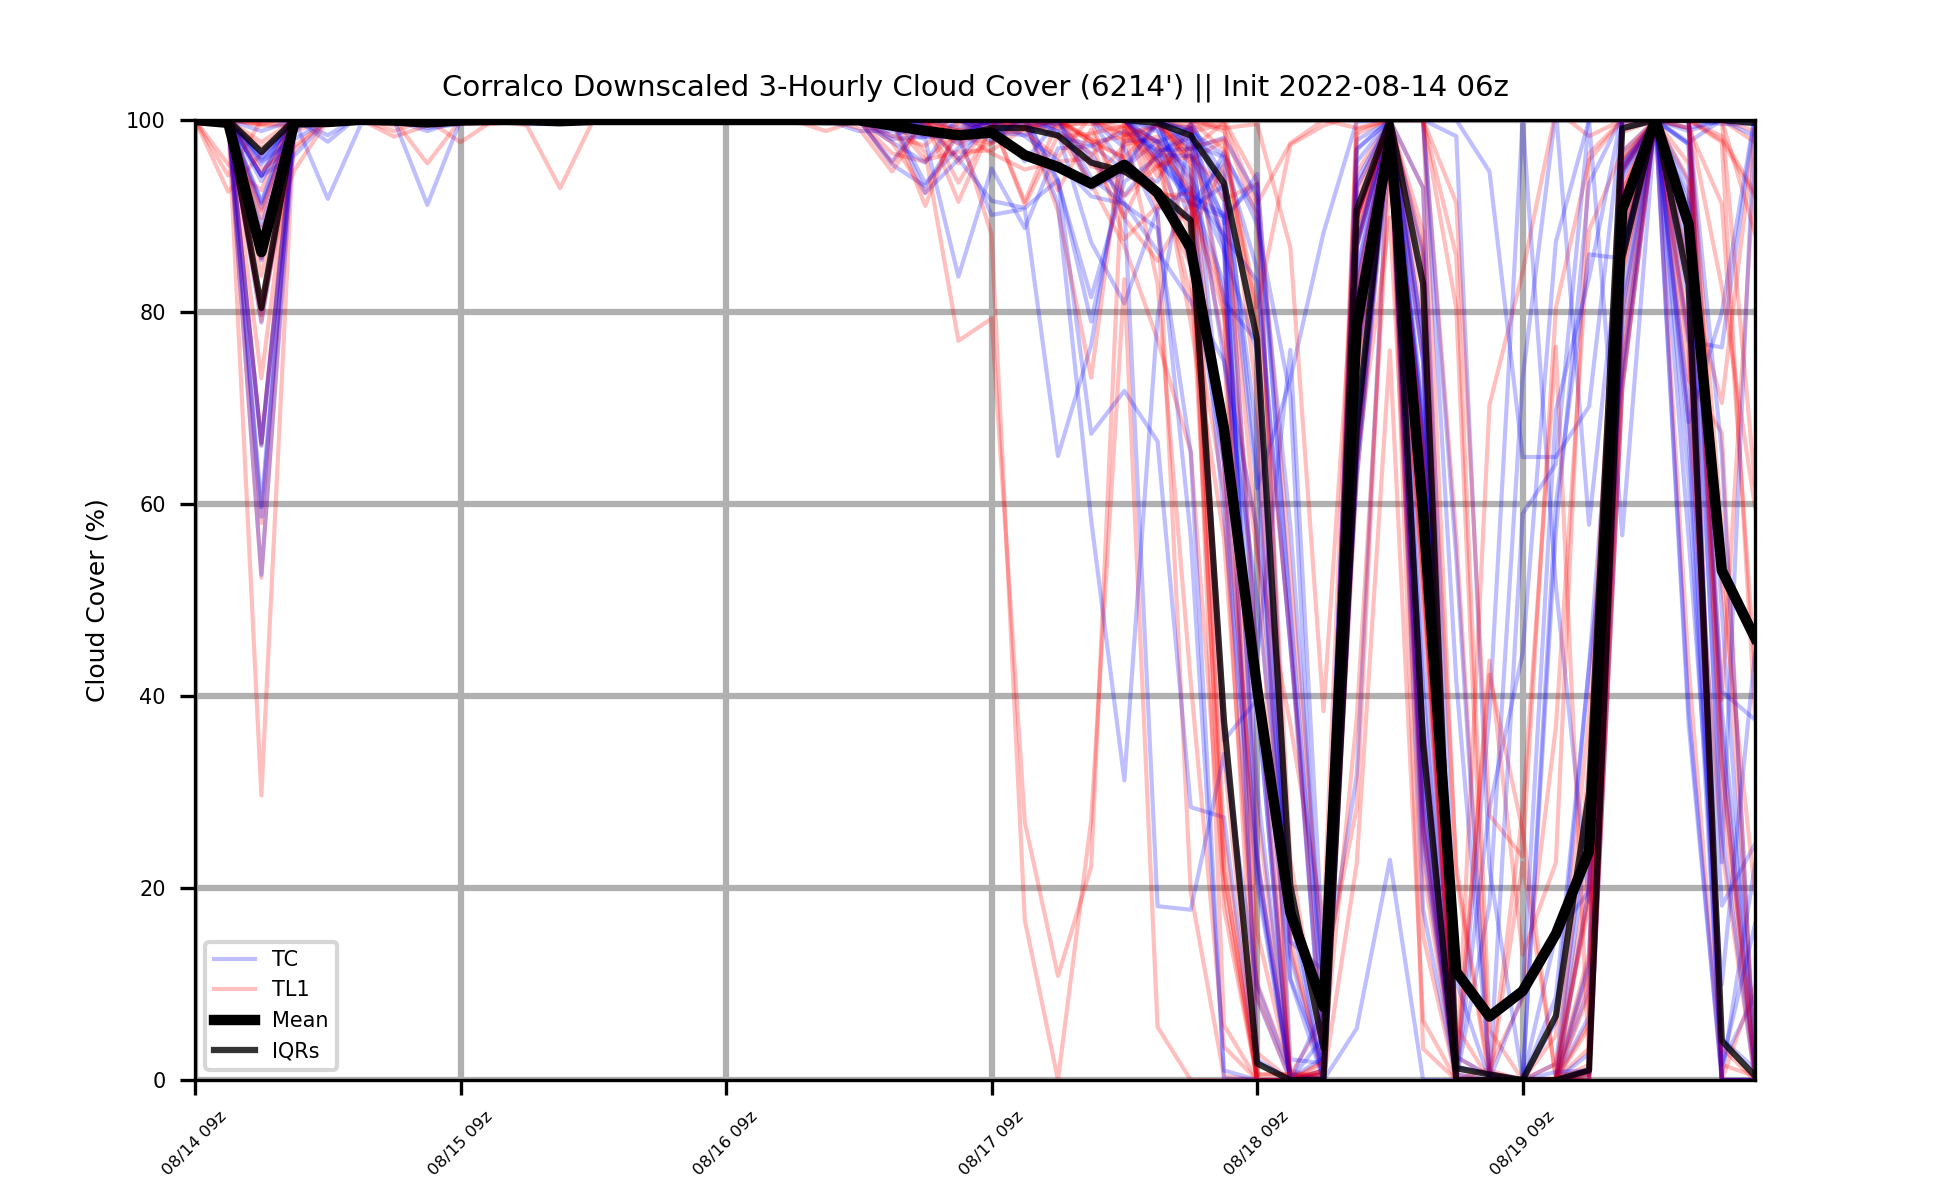 Corralco Downscaled 3-Hourly Cloud Cover (6214') || Init 2022-08-14 06z
Cloud Cover (%)
100
80
60
40
20
0
TC
TL1
Mean
IQRs
08/14 09z
08/15 09z
08/16 09z
08/17 09z
08/18 09z
08/19 09z